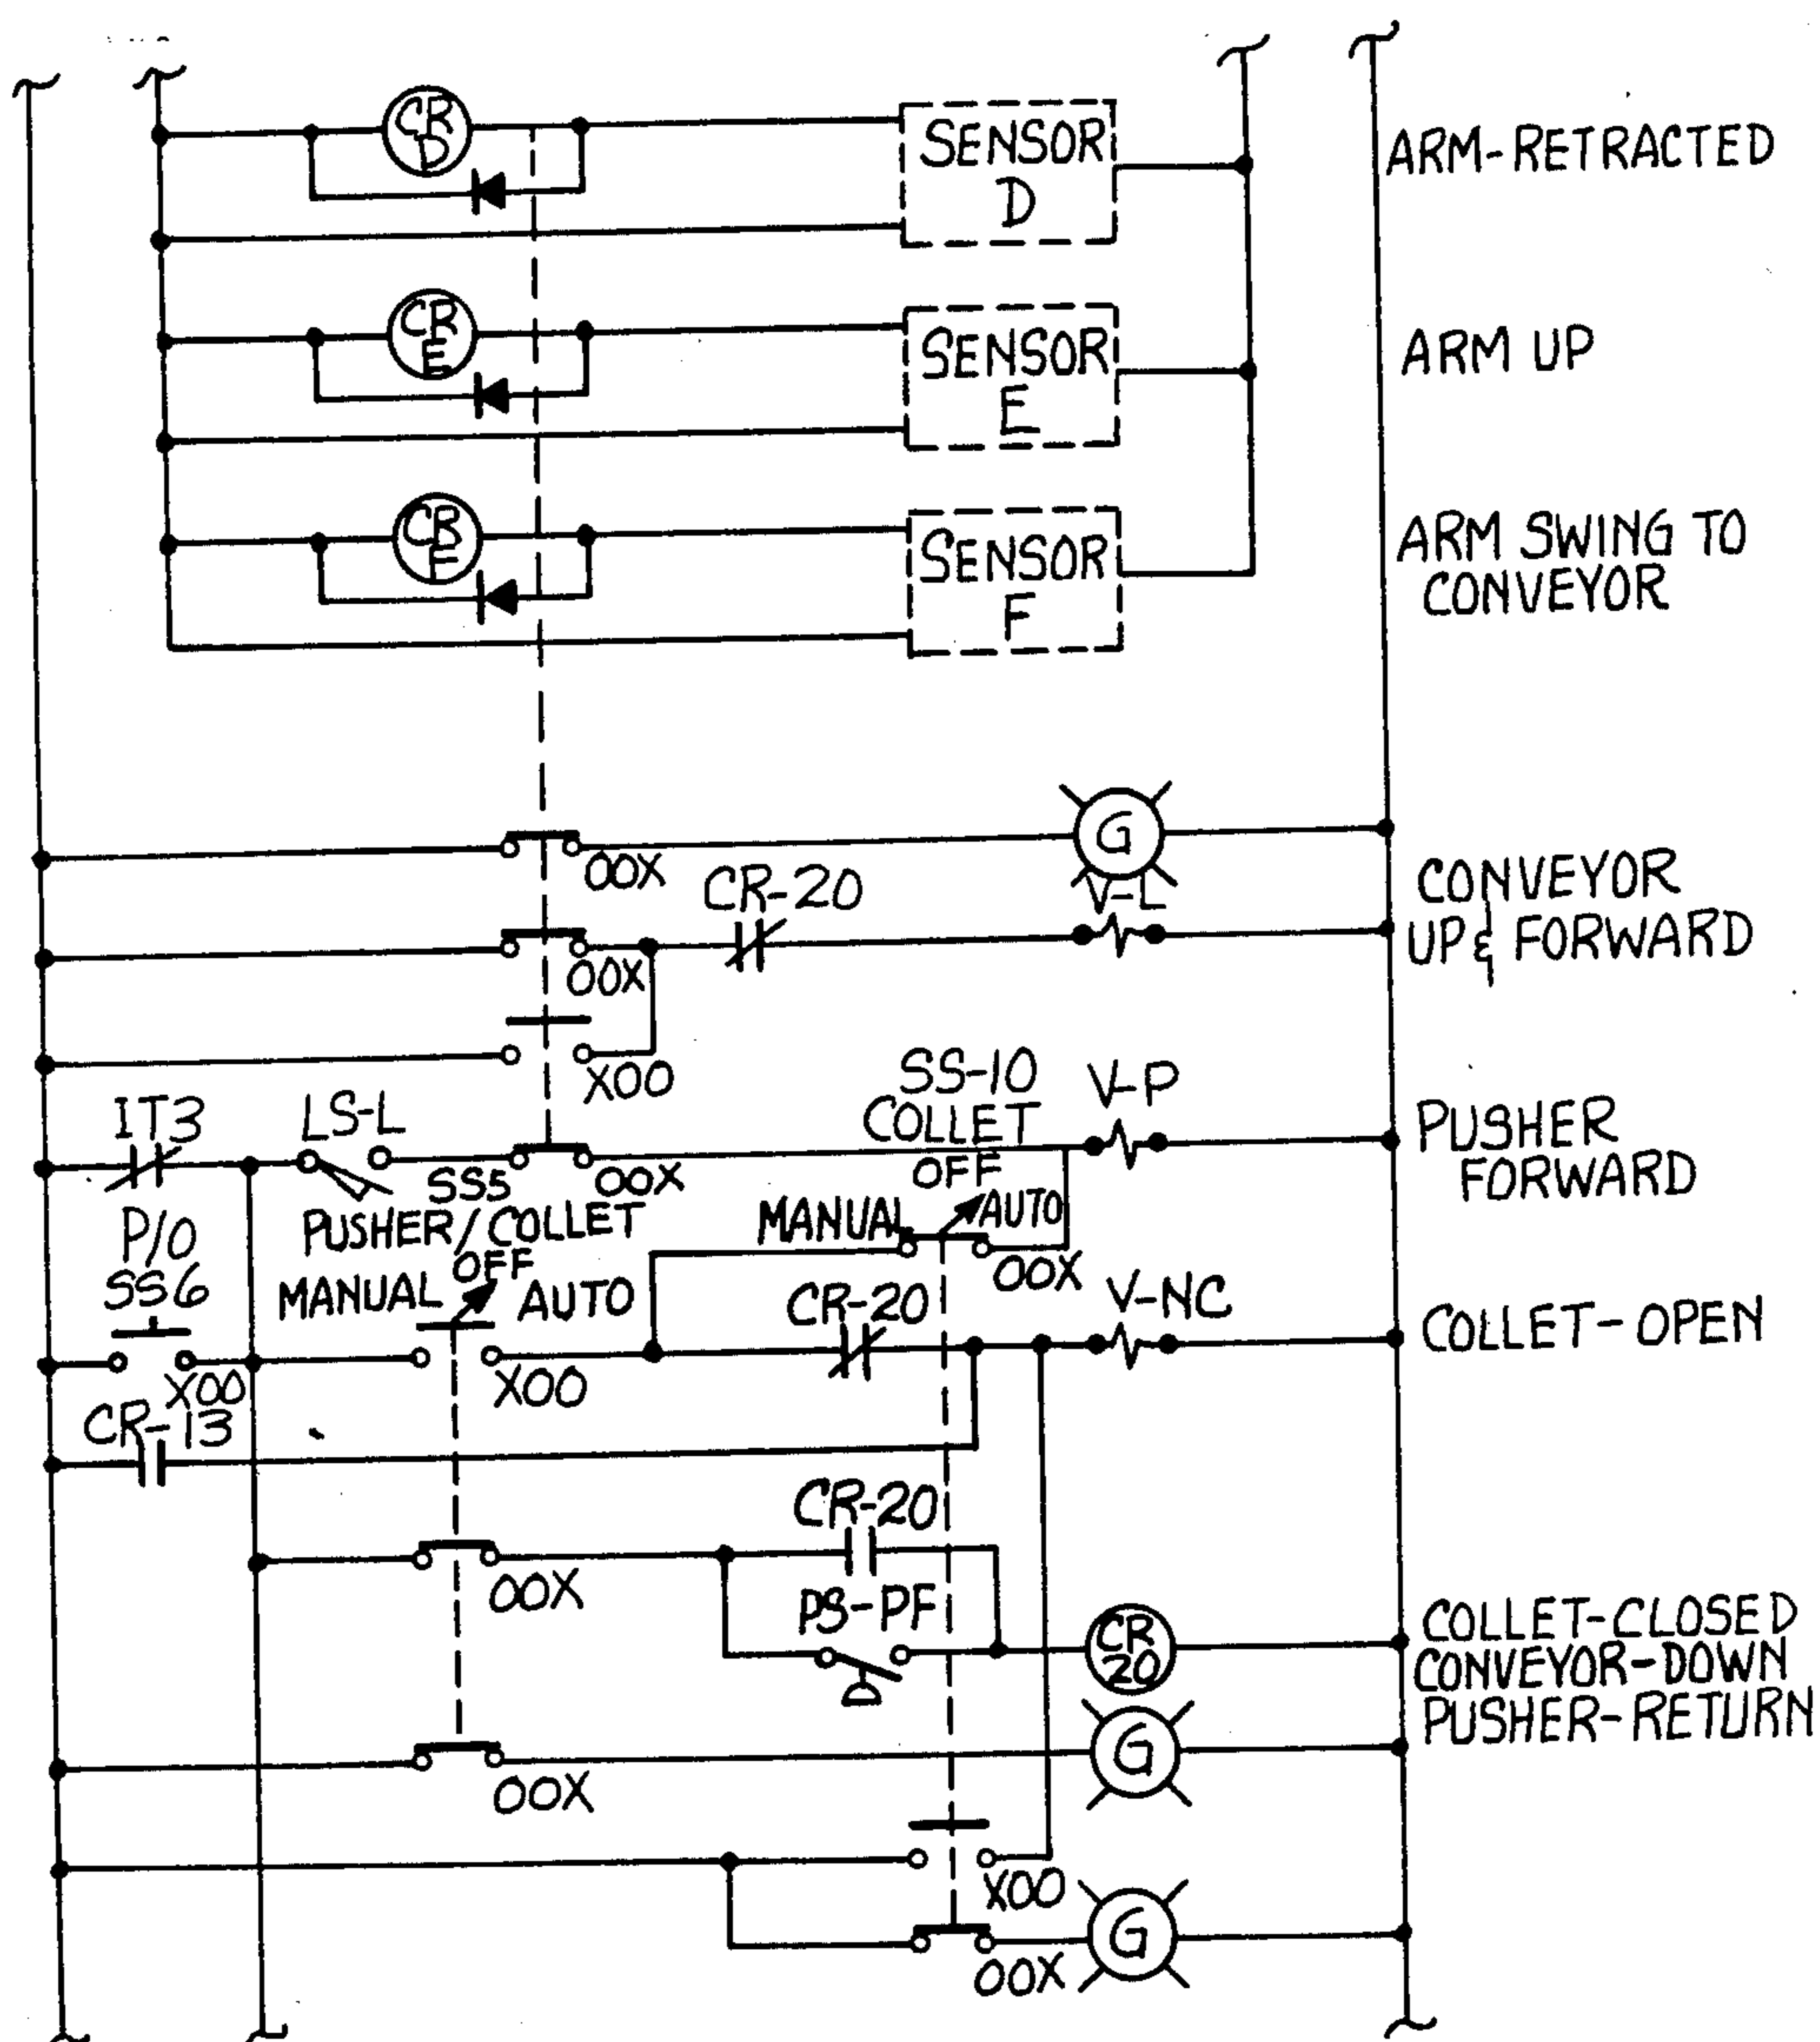 CR
D
SENSOR
D
ARM-RETRACTED
CR
E
SENSOR
E
ARM UP
CR
F
SENSOR
F
ARM SWING TO
CONVEYOR
G
OOX
CR-20
V-L
CONVEYOR
UP & FORWARD
OOX
XOO
SS-10
COLLET
OFF
MANUAL
AUTO
OOX
V-P
PUSHER
FORWARD
IT3
LS-L
OOX
SS5
PUSHER/COLLET
OFF
MANUAL
AUTO
P/O
SS6
XOO
XOO
CR-20
V-NC
COLLET-OPEN
CR-13
CR-20
OOX
PS-PF
CR
20
COLLET-CLOSED
CONVEYOR-DOWN
PUSHER-RETURN
G
OOX
XOO
G
OOX